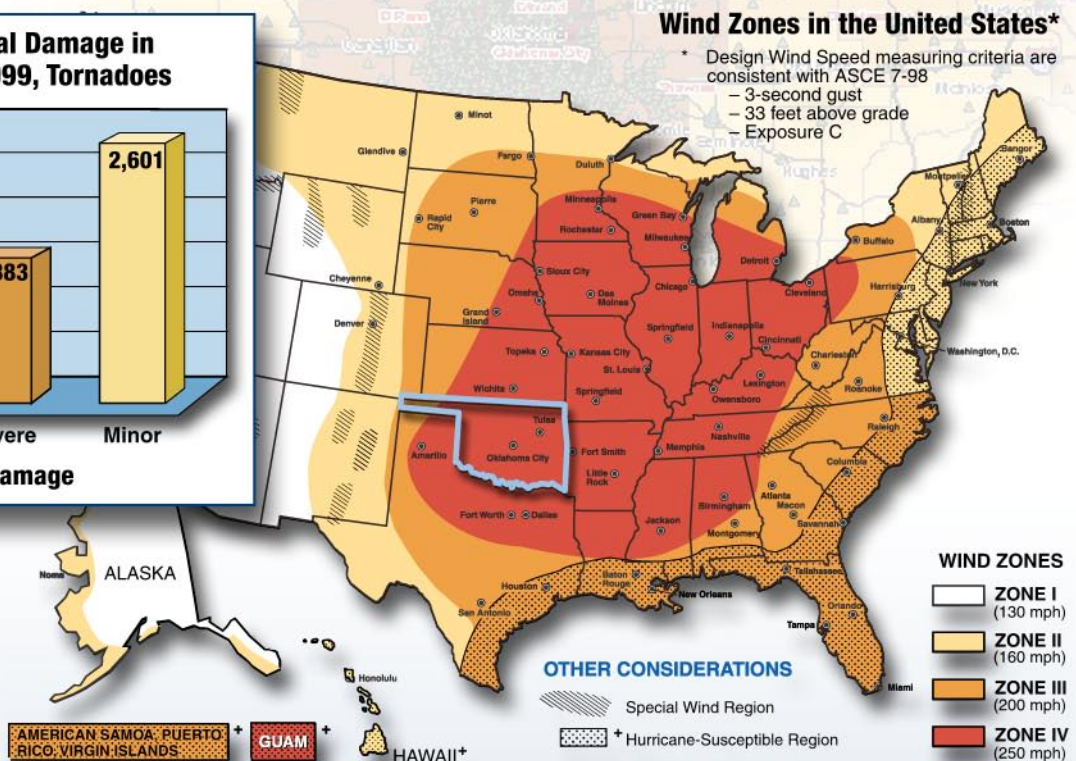 al Damage in
999, Tornadoes
2,601
383
vere
Minor
amage
Wind Zones in the United States*
* Design Wind Speed measuring criteria are
consistent with ASCE 7-98
– 3-second gust
– 33 feet above grade
– Exposure C
Minot
Glendive
Fargo
Duluth
Bangor
Montpelier
Pierre
Rapid
City
Minneapolis
Green Bay
Rochester
Milwaukee
Albany
Boston
Buffalo
Detroit
Cheyenne
Sioux City
Chicago
Cleveland
Harrisburg
New York
Omaha
Des
Moines
Grand
Island
Denver
Springfield
Indianapolis
Cincinnati
Washington, D.C.
Topeka
Kansas City
St. Louis
Charleston
Lexington
Roanoke
Wichita
Springfield
Owensboro
Raleigh
Tulsa
Nashville
Amarillo
Oklahoma City
Fort Smith
Memphis
Columbia
Little
Rock
Atlanta
Macon
Birmingham
Fort Worth
Dallas
Jackson
Montgomery
Savannah
Houston
Baton
Rouge
New Orleans
Tallahassee
San Antonio
Orlando
Tampa
Miami
Nome
ALASKA
Honolulu
HAWAII+
AMERICAN SAMOA, PUERTO
RICO, VIRGIN ISLANDS
+
GUAM
+
OTHER CONSIDERATIONS
Special Wind Region
+ Hurricane-Susceptible Region
WIND ZONES
ZONE I
(130 mph)
ZONE II
(160 mph)
ZONE III
(200 mph)
ZONE IV
(250 mph)